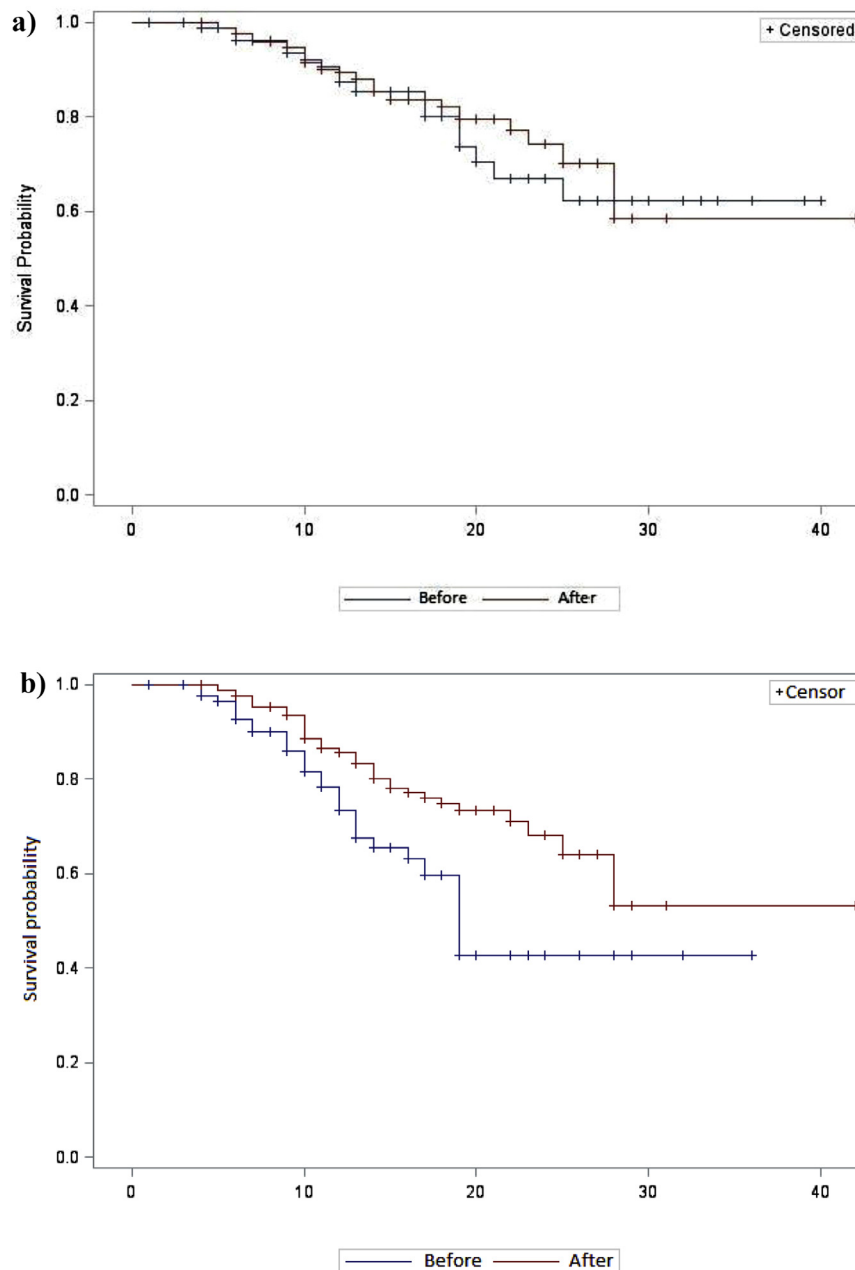 a)
+ Censored
1.0
0.8
0.6
0.4
0.2
0.0
Survival Probability
0 10 20 30 40
Before After
b)
+Censor
1.0
0.8
0.6
0.4
0.2
0.0
Survival probability
0 10 20 30 40
Before After